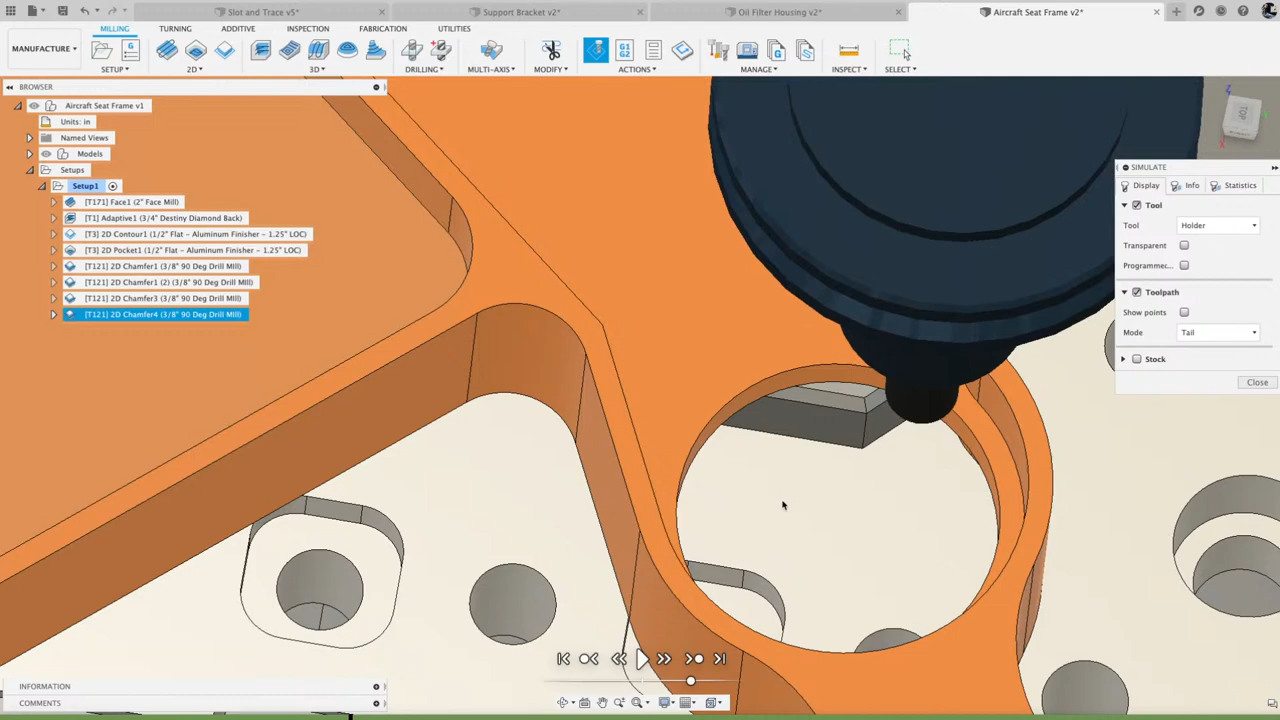 Slot and Trace v5*
Support Bracket v2*
Oil Filter Housing v2*
Aircraft Seat Frame v2*
MANUFACTURE
MILLING TURNING ADDITIVE INSPECTION FABRICATION UTILITIES
SETUP 2D 3D DRILLING MULTI-AXIS MODIFY ACTIONS MANAGE INSPECT SELECT
G
G1
G2
G
BROWSER
Aircraft Seat Frame v1
Units: in
Named Views
Models
Setups
Setup1
[T171] Face1 (2" Face Mill)
[T1] Adaptive1 (3/4" Destiny Diamond Back)
[T3] 2D Contour1 (1/2" Flat - Aluminum Finisher - 1.25" LOC)
[T3] 2D Pocket1 (1/2" Flat - Aluminum Finisher - 1.25" LOC)
[T121] 2D Chamfer1 (3/8" 90 Deg Drill Mill)
[T121] 2D Chamfer1 (2) (3/8" 90 Deg Drill Mill)
[T121] 2D Chamfer3 (3/8" 90 Deg Drill Mill)
[T121] 2D Chamfer4 (3/8" 90 Deg Drill Mill)
Z
TOP
Y
X
SIMULATE
Display Info Statistics
Tool
Tool Holder
Transparent
Programmer...
Toolpath
Show points
Mode Tail
Stock
Close
INFORMATION
COMMENTS